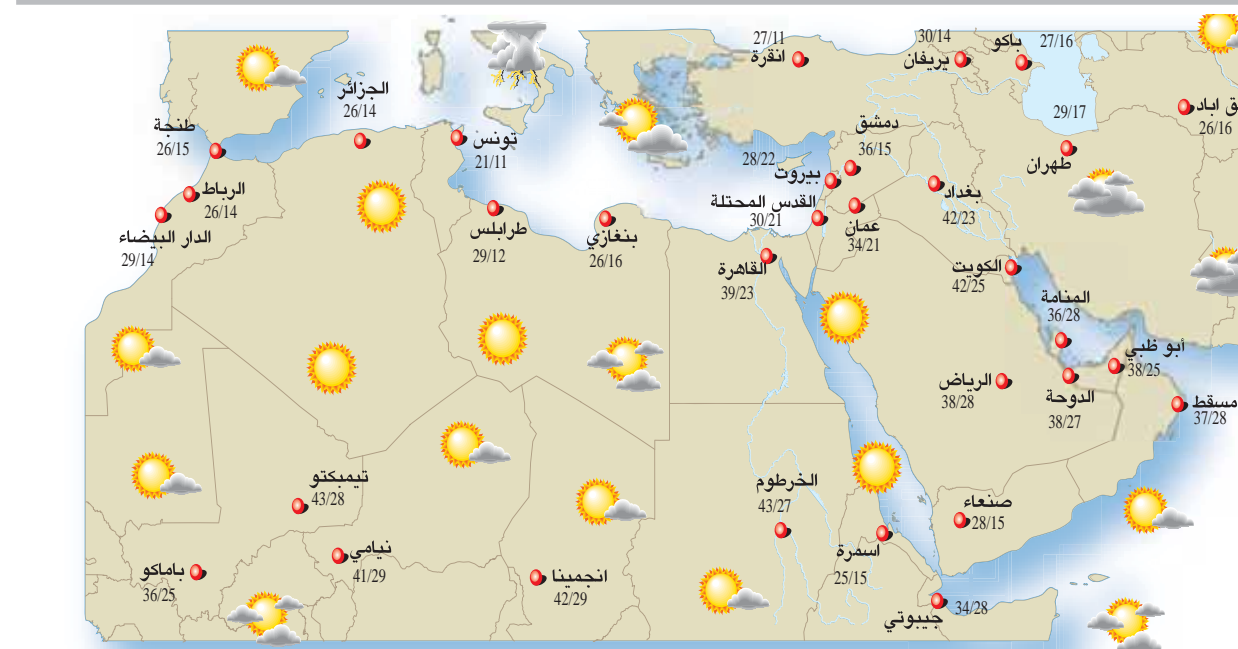 27/11
انقرة
30/14
يريفان
باكو
27/16
29/17
ق اباد
26/16
طهران
الجزائر
26/14
طنجة
26/15
تونس
21/11
دمشق
36/15
28/22
بيروت
بغداد
42/23
الرباط
26/14
الدار البيضاء
29/14
طرابلس
29/12
بنغازي
26/16
القدس المحتلة
30/21
عمان
34/21
القاهرة
39/23
الكويت
42/25
المنامة
36/28
أبو ظبي
38/25
الرياض
38/28
الدوحة
38/27
مسقط
37/28
تيمبكتو
43/28
الخرطوم
43/27
صنعاء
28/15
نيامي
41/29
باماكو
36/25
انجمينا
42/29
اسمرة
25/15
34/28
جيبوتي